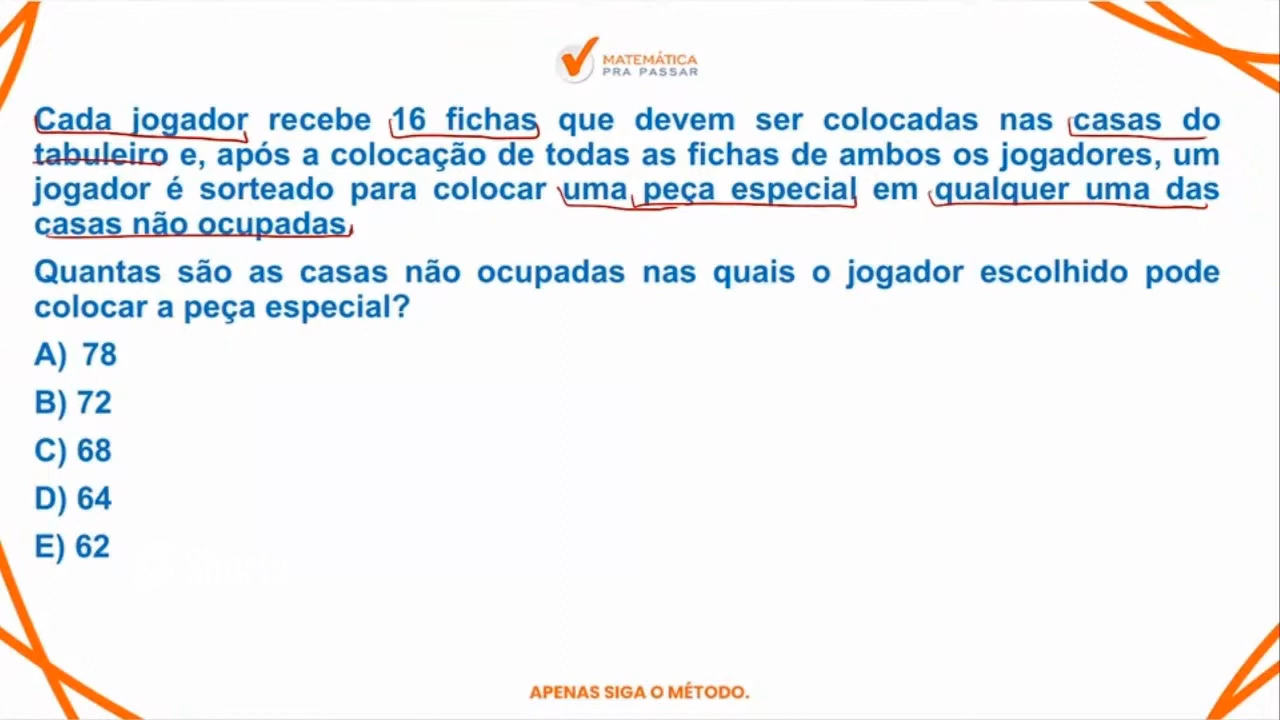 MATEMÁTICA
PRA PASSAR
Cada jogador recebe 16 fichas que devem ser colocadas nas casas do
tabuleiro e, após a colocação de todas as fichas de ambos os jogadores, um
jogador é sorteado para colocar uma peça especial em qualquer uma das
casas não ocupadas.
Quantas são as casas não ocupadas nas quais o jogador escolhido pode
colocar a peça especial?
A) 78
B) 72
C) 68
D) 64
E) 62
APENAS SIGA O MÉTODO.